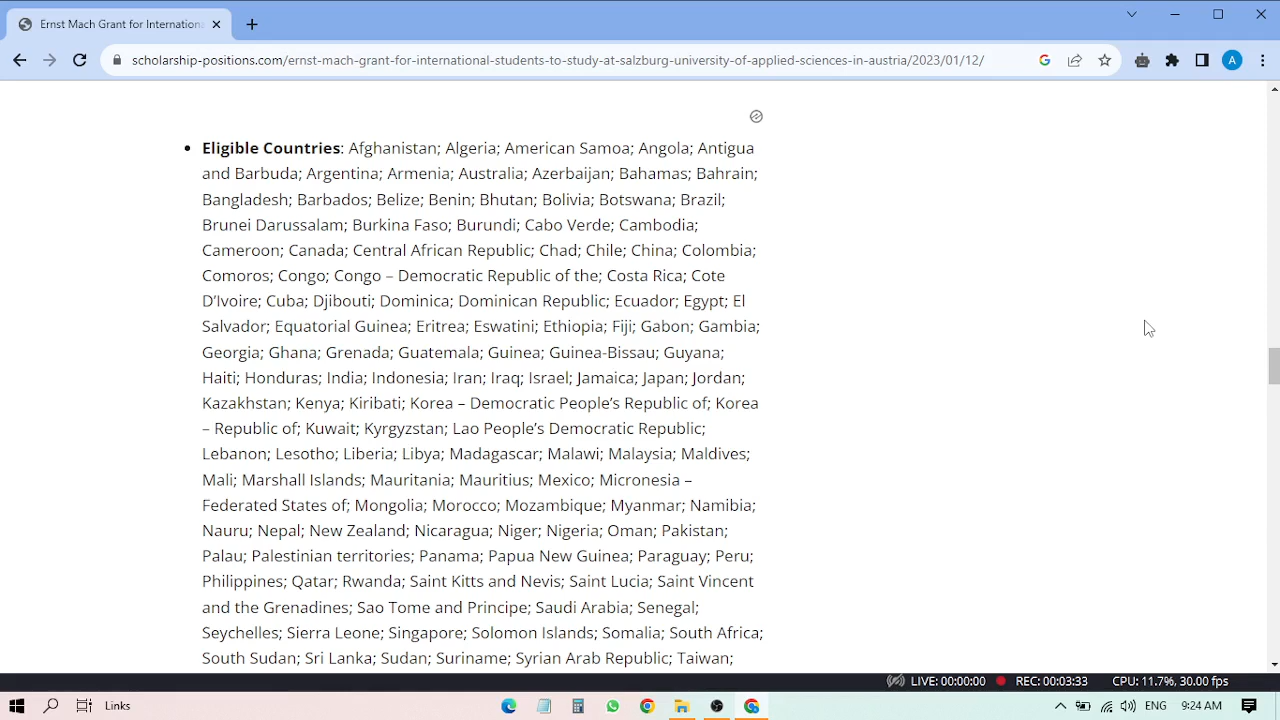 Ernst Mach Grant for Internationa
scholarship-positions.com/ernst-mach-grant-for-international-students-to-study-at-salzburg-university-of-applied-sciences-in-austria/2023/01/12/
A
• Eligible Countries: Afghanistan; Algeria; American Samoa; Angola; Antigua
and Barbuda; Argentina; Armenia; Australia; Azerbaijan; Bahamas; Bahrain;
Bangladesh; Barbados; Belize; Benin; Bhutan; Bolivia; Botswana; Brazil;
Brunei Darussalam; Burkina Faso; Burundi; Cabo Verde; Cambodia;
Cameroon; Canada; Central African Republic; Chad; Chile; China; Colombia;
Comoros; Congo; Congo – Democratic Republic of the; Costa Rica; Cote
D’Ivoire; Cuba; Djibouti; Dominica; Dominican Republic; Ecuador; Egypt; El
Salvador; Equatorial Guinea; Eritrea; Eswatini; Ethiopia; Fiji; Gabon; Gambia;
Georgia; Ghana; Grenada; Guatemala; Guinea; Guinea-Bissau; Guyana;
Haiti; Honduras; India; Indonesia; Iran; Iraq; Israel; Jamaica; Japan; Jordan;
Kazakhstan; Kenya; Kiribati; Korea – Democratic People’s Republic of; Korea
– Republic of; Kuwait; Kyrgyzstan; Lao People’s Democratic Republic;
Lebanon; Lesotho; Liberia; Libya; Madagascar; Malawi; Malaysia; Maldives;
Mali; Marshall Islands; Mauritania; Mauritius; Mexico; Micronesia –
Federated States of; Mongolia; Morocco; Mozambique; Myanmar; Namibia;
Nauru; Nepal; New Zealand; Nicaragua; Niger; Nigeria; Oman; Pakistan;
Palau; Palestinian territories; Panama; Papua New Guinea; Paraguay; Peru;
Philippines; Qatar; Rwanda; Saint Kitts and Nevis; Saint Lucia; Saint Vincent
and the Grenadines; Sao Tome and Principe; Saudi Arabia; Senegal;
Seychelles; Sierra Leone; Singapore; Solomon Islands; Somalia; South Africa;
South Sudan; Sri Lanka; Sudan; Suriname; Syrian Arab Republic; Taiwan;
LIVE: 00:00:00 REC: 00:03:33 CPU: 11.7%, 30.00 fps
Links ENG 9:24 AM